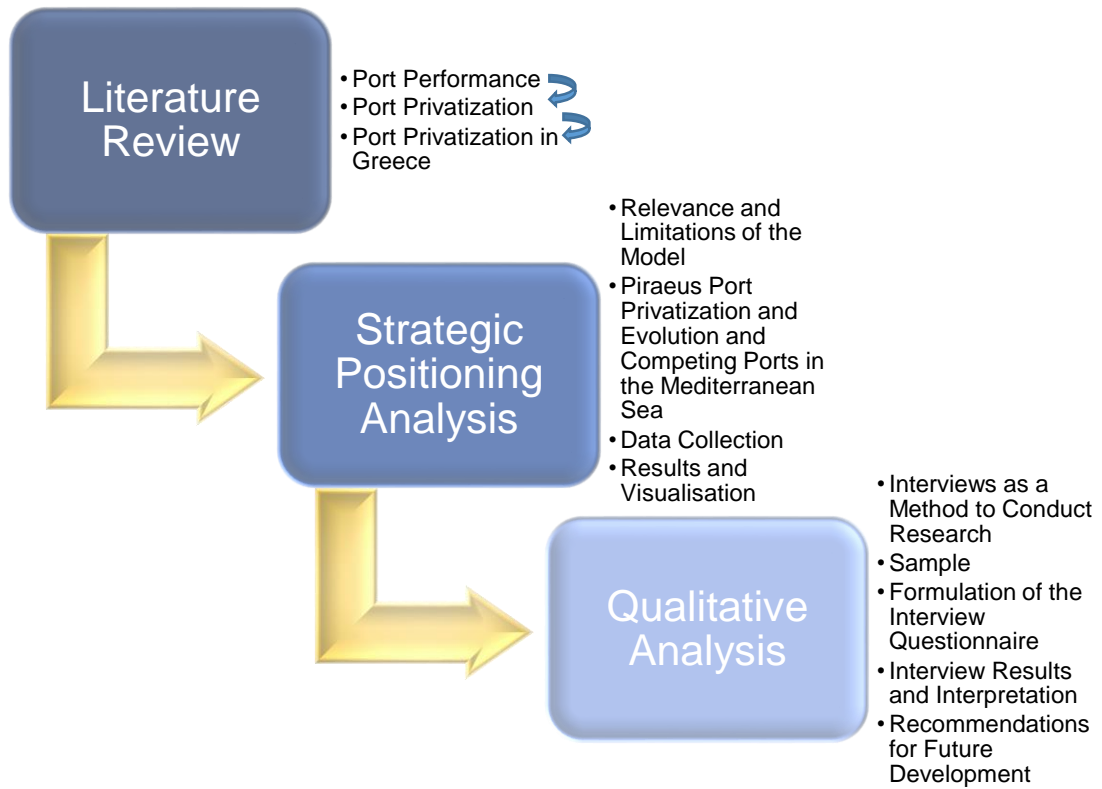 Literature
Review
• Port Performance
• Port Privatization
• Port Privatization in
Greece
Strategic
Positioning
Analysis
• Relevance and
Limitations of the
Model
• Piraeus Port
Privatization and
Evolution and
Competing Ports in
the Mediterranean
Sea
• Data Collection
• Results and
Visualisation
Qualitative
Analysis
• Interviews as a
Method to Conduct
Research
• Sample
• Formulation of the
Interview
Questionnaire
• Interview Results
and Interpretation
• Recommendations
for Future
Development